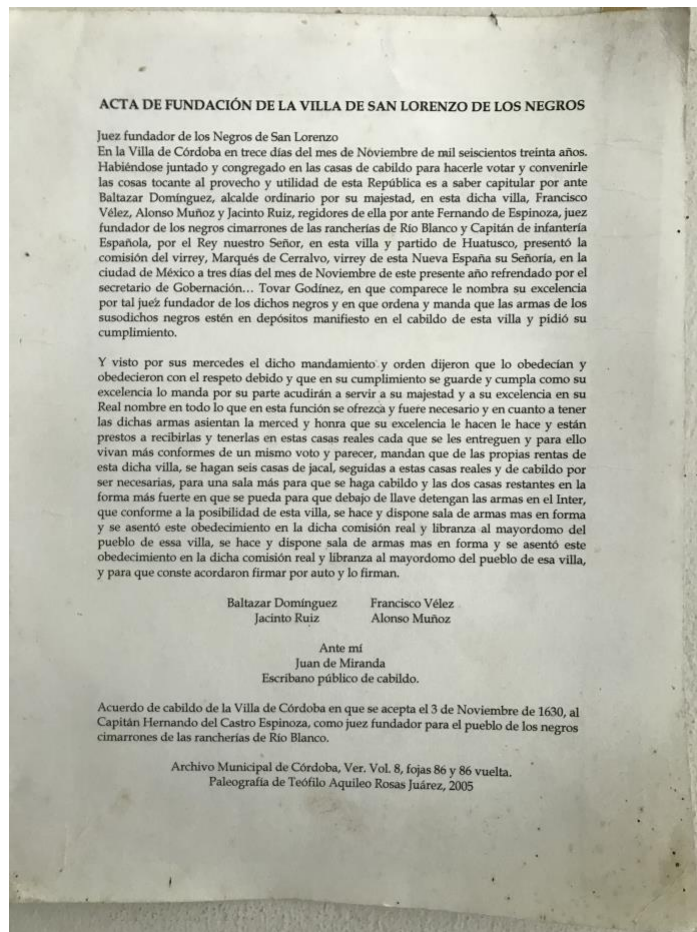 ACTA DE FUNDACIÓN DE LA VILLA DE SAN LORENZO DE LOS NEGROS
Juez fundador de los Negros de San Lorenzo
En la Villa de Córdoba en trece días del mes de Noviembre de mil seiscientos treinta años.
Habiéndose juntado y congregado en las casas de cabildo para hacerle votar y convenirle
las cosas tocante al provecho y utilidad de esta República es a saber capitular por ante
Baltazar Domínguez, alcalde ordinario por su majestad, en esta dicha villa, Francisco
Vélez, Alonso Muñoz y Jacinto Ruiz, regidores de ella por ante Fernando de Espinoza, juez
fundador de los negros cimarrones de las rancherías de Río Blanco y Capitán de infantería
Española, por el Rey nuestro Señor, en esta villa y partido de Huatusco, presentó la
comisión del virrey, Marqués de Cerralvo, virrey de esta Nueva España su Señoría, en la
ciudad de México a tres días del mes de Noviembre de este presente año refrendado por el
secretario de Gobernación... Tovar Godínez, en que comparece le nombra su excelencia
por tal juez fundador de los dichos negros y en que ordena y manda que las armas de los
susodichos negros estén en depósitos manifiesto en el cabildo de esta villa y pidió su
cumplimiento.
Y visto por sus mercedes el dicho mandamiento y orden dijeron que lo obedecían y
obedecieron con el respeto debido y que en su cumplimiento se guarde y cumpla como su
excelencia lo manda por su parte acudirán a servir a su majestad y a su excelencia en su
Real nombre en todo lo que en esta función se ofrezca y fuere necesario y en cuanto a tener
las dichas armas asientan la merced y honra que su excelencia le hacen le hace y están
prestos a recibirlas y tenerlas en estas casas reales cada que se les entreguen y para ello
vivan más conformes de un mismo voto y parecer, mandan que de las propias rentas de
esta dicha villa, se hagan seis casas de jacal, seguidas a estas casas reales y de cabildo por
ser necesarias, para una sala más para que se haga cabildo y las dos casas restantes en la
forma más fuerte en que se pueda para que debajo de llave detengan las armas en el Inter,
que conforme a la posibilidad de esta villa, se hace y dispone sala de armas mas en forma
y se asentó este obedecimiento en la dicha comisión real y libranza al mayordomo del
pueblo de essa villa, se hace y dispone sala de armas mas en forma y se asentó este
obedecimiento en la dicha comisión real y libranza al mayordomo del pueblo de esa villa,
y para que conste acordaron firmar por auto y lo firman.
Baltazar Domínguez Francisco Vélez
Jacinto Ruiz Alonso Muñoz
Ante mí
Juan de Miranda
Escribano público de cabildo.
Acuerdo de cabildo de la Villa de Córdoba en que se acepta el 3 de Noviembre de 1630, al
Capitán Hernando del Castro Espinoza, como juez fundador para el pueblo de los negros
cimarrones de las rancherías de Río Blanco.
Archivo Municipal de Córdoba, Ver. Vol. 8, fojas 86 y 86 vuelta.
Paleografía de Teófilo Aquileo Rosas Juárez, 2005